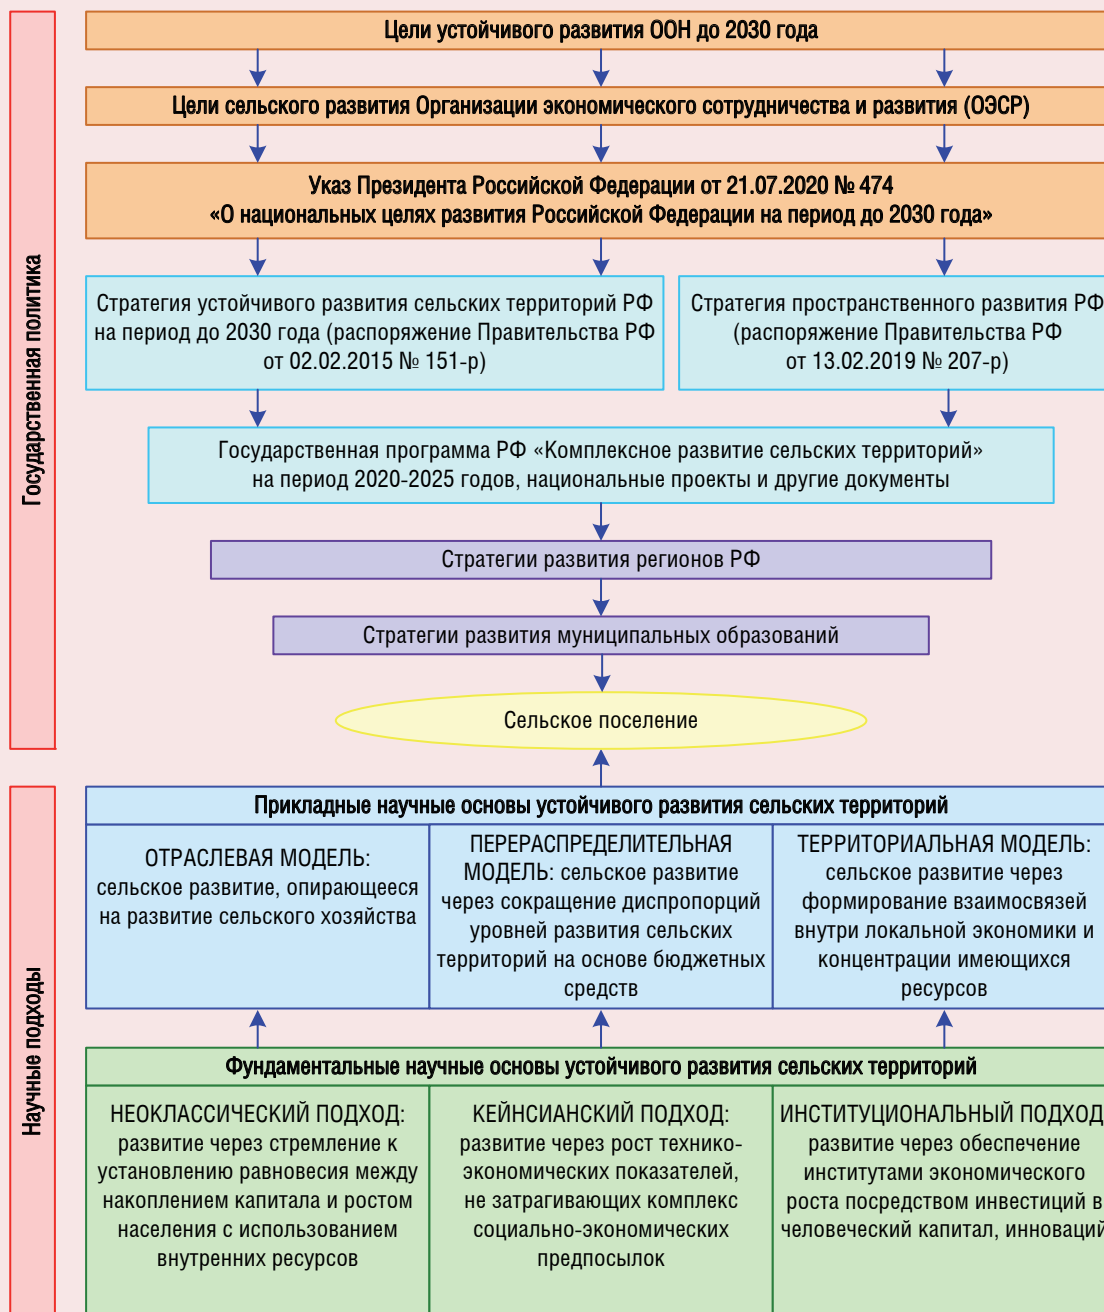 Государственная политика
Цели устойчивого развития ООН до 2030 года
Цели сельского развития Организации экономического сотрудничества и развития (ОЭСР)
Указ Президента Российской Федерации от 21.07.2020 № 474
«О национальных целях развития Российской Федерации на период до 2030 года»
Стратегия устойчивого развития сельских территорий РФ
на период до 2030 года (распоряжение Правительства РФ
от 02.02.2015 № 151-р)
Стратегия пространственного развития РФ
(распоряжение Правительства РФ
от 13.02.2019 № 207-р)
Государственная программа РФ «Комплексное развитие сельских территорий»
на период 2020-2025 годов, национальные проекты и другие документы
Стратегии развития регионов РФ
Стратегии развития муниципальных образований
Сельское поселение
Научные подходы
Прикладные научные основы устойчивого развития сельских территорий
ОТРАСЛЕВАЯ МОДЕЛЬ:
сельское развитие, опирающееся
на развитие сельского хозяйства
ПЕРЕРАСПРЕДЕЛИТЕЛЬНАЯ
МОДЕЛЬ: сельское развитие
через сокращение диспропорций
уровней развития сельских
территорий на основе бюджетных
средств
ТЕРРИТОРИАЛЬНАЯ МОДЕЛЬ:
сельское развитие через
формирование взаимосвязей
внутри локальной экономики и
концентрации имеющихся
ресурсов
Фундаментальные научные основы устойчивого развития сельских территорий
НЕОКЛАССИЧЕСКИЙ ПОДХОД:
развитие через стремление к
установлению равновесия между
накоплением капитала и ростом
населения с использованием
внутренних ресурсов
КЕЙНСИАНСКИЙ ПОДХОД:
развитие через рост технико-
экономических показателей,
не затрагивающих комплекс
социально-экономических
предпосылок
ИНСТИТУЦИОНАЛЬНЫЙ ПОДХОД
развитие через обеспечение
институтами экономического
роста посредством инвестиций в
человеческий капитал, инноваций